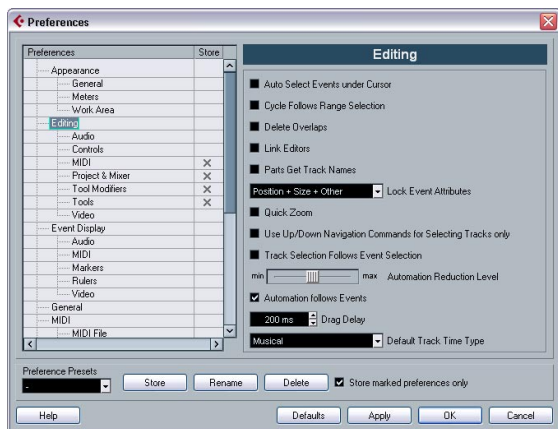 Preferences
Preferences Store
Appearance
General
Meters
Work Area
Editing
Audio
Controls
MIDI
Project & Mixer
Tool Modifiers
Tools
Video
Event Display
Audio
MIDI
Markers
Rulers
Video
General
MIDI
MIDI File
Editing
Auto Select Events under Cursor
Cycle Follows Range Selection
Delete Overlaps
Link Editors
Parts Get Track Names
Position + Size + Other Lock Event Attributes
Quick Zoom
Use Up/Down Navigation Commands for Selecting Tracks only
Track Selection Follows Event Selection
min max Automation Reduction Level
Automation follows Events
200 ms Drag Delay
Musical Default Track Time Type
Preference Presets
- Store Rename Delete Store marked preferences only
Help Defaults Apply OK Cancel